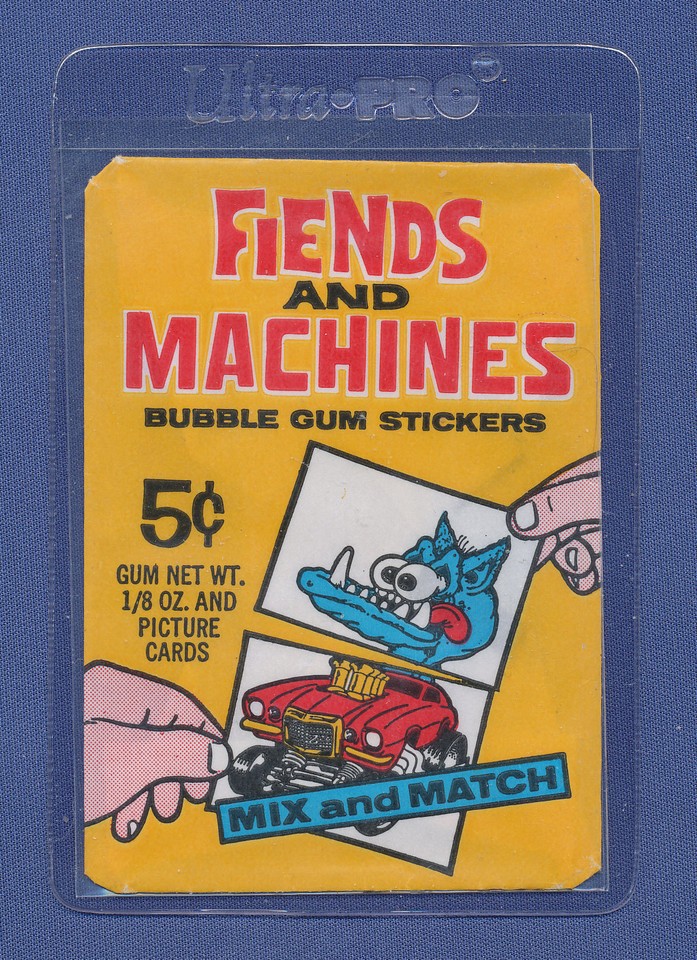 Ultra•PRO®
FIENDS
AND
MACHINES
BUBBLE GUM STICKERS
5¢
GUM NET WT.
1/8 OZ. AND
PICTURE
CARDS
MIX and MATCH